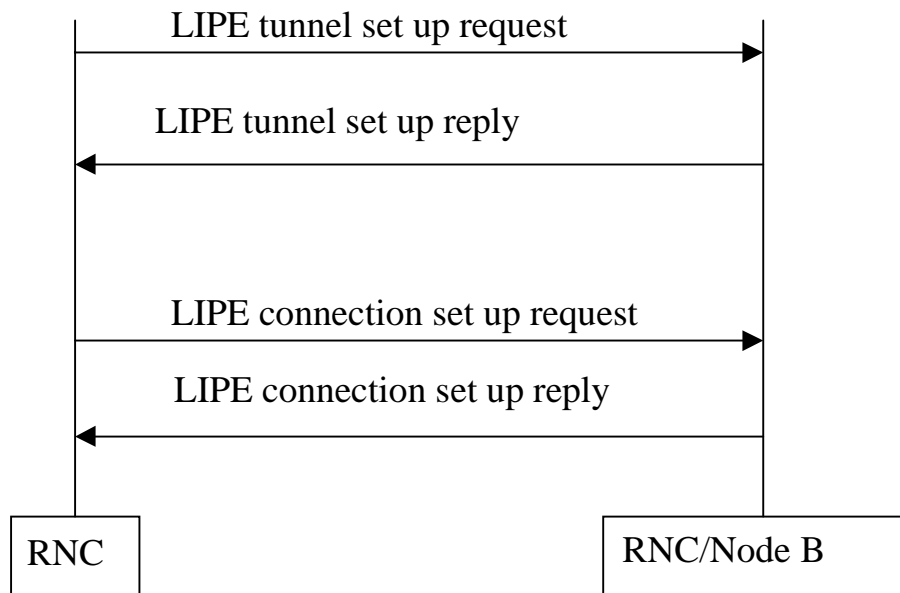 LIPE tunnel set up request
LIPE tunnel set up reply
LIPE connection set up request
LIPE connection set up reply
RNC
RNC/Node B